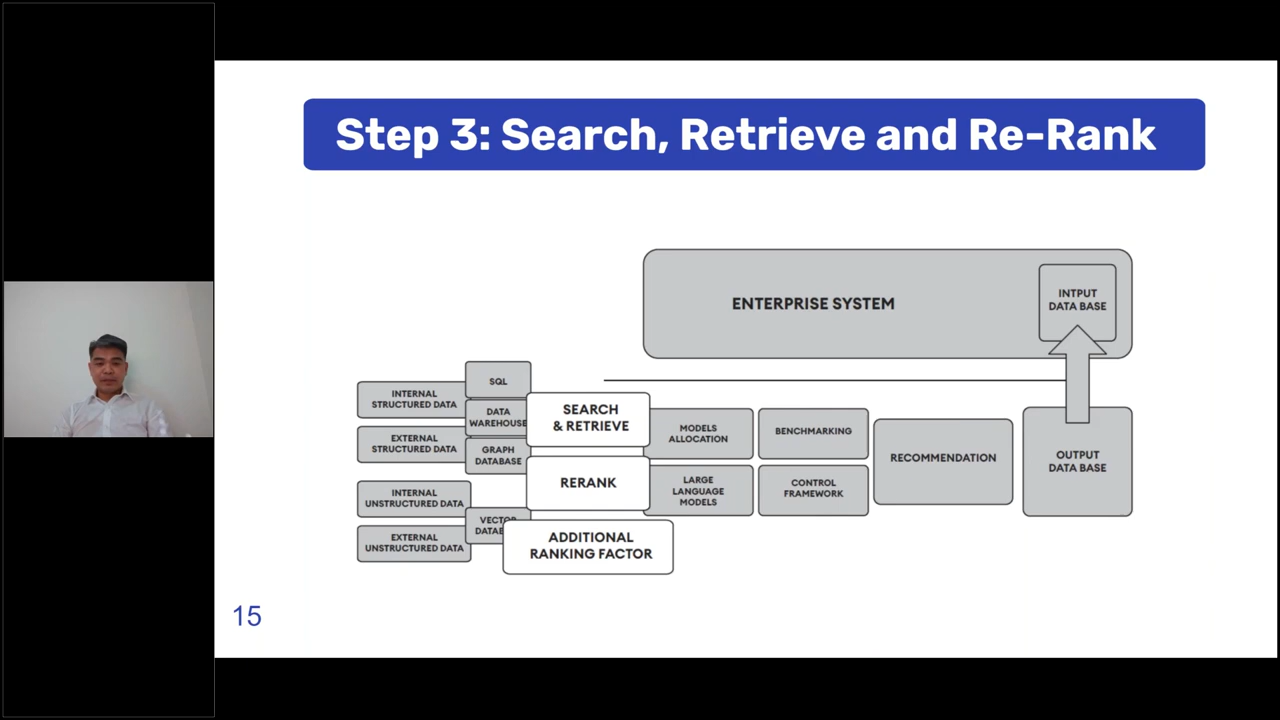 Step 3: Search, Retrieve and Re-Rank
ENTERPRISE SYSTEM
INTPUT
DATA BASE
INTERNAL
STRUCTURED DATA
EXTERNAL
STRUCTURED DATA
INTERNAL
UNSTRUCTURED DATA
EXTERNAL
UNSTRUCTURED DATA
SQL
DATA
WAREHOUSE
GRAPH
DATABASE
SEARCH
& RETRIEVE
RERANK
ADDITIONAL
RANKING FACTOR
MODELS
ALLOCATION
LARGE
LANGUAGE
MODELS
BENCHMARKING
CONTROL
FRAMEWORK
RECOMMENDATION
OUTPUT
DATA BASE
15